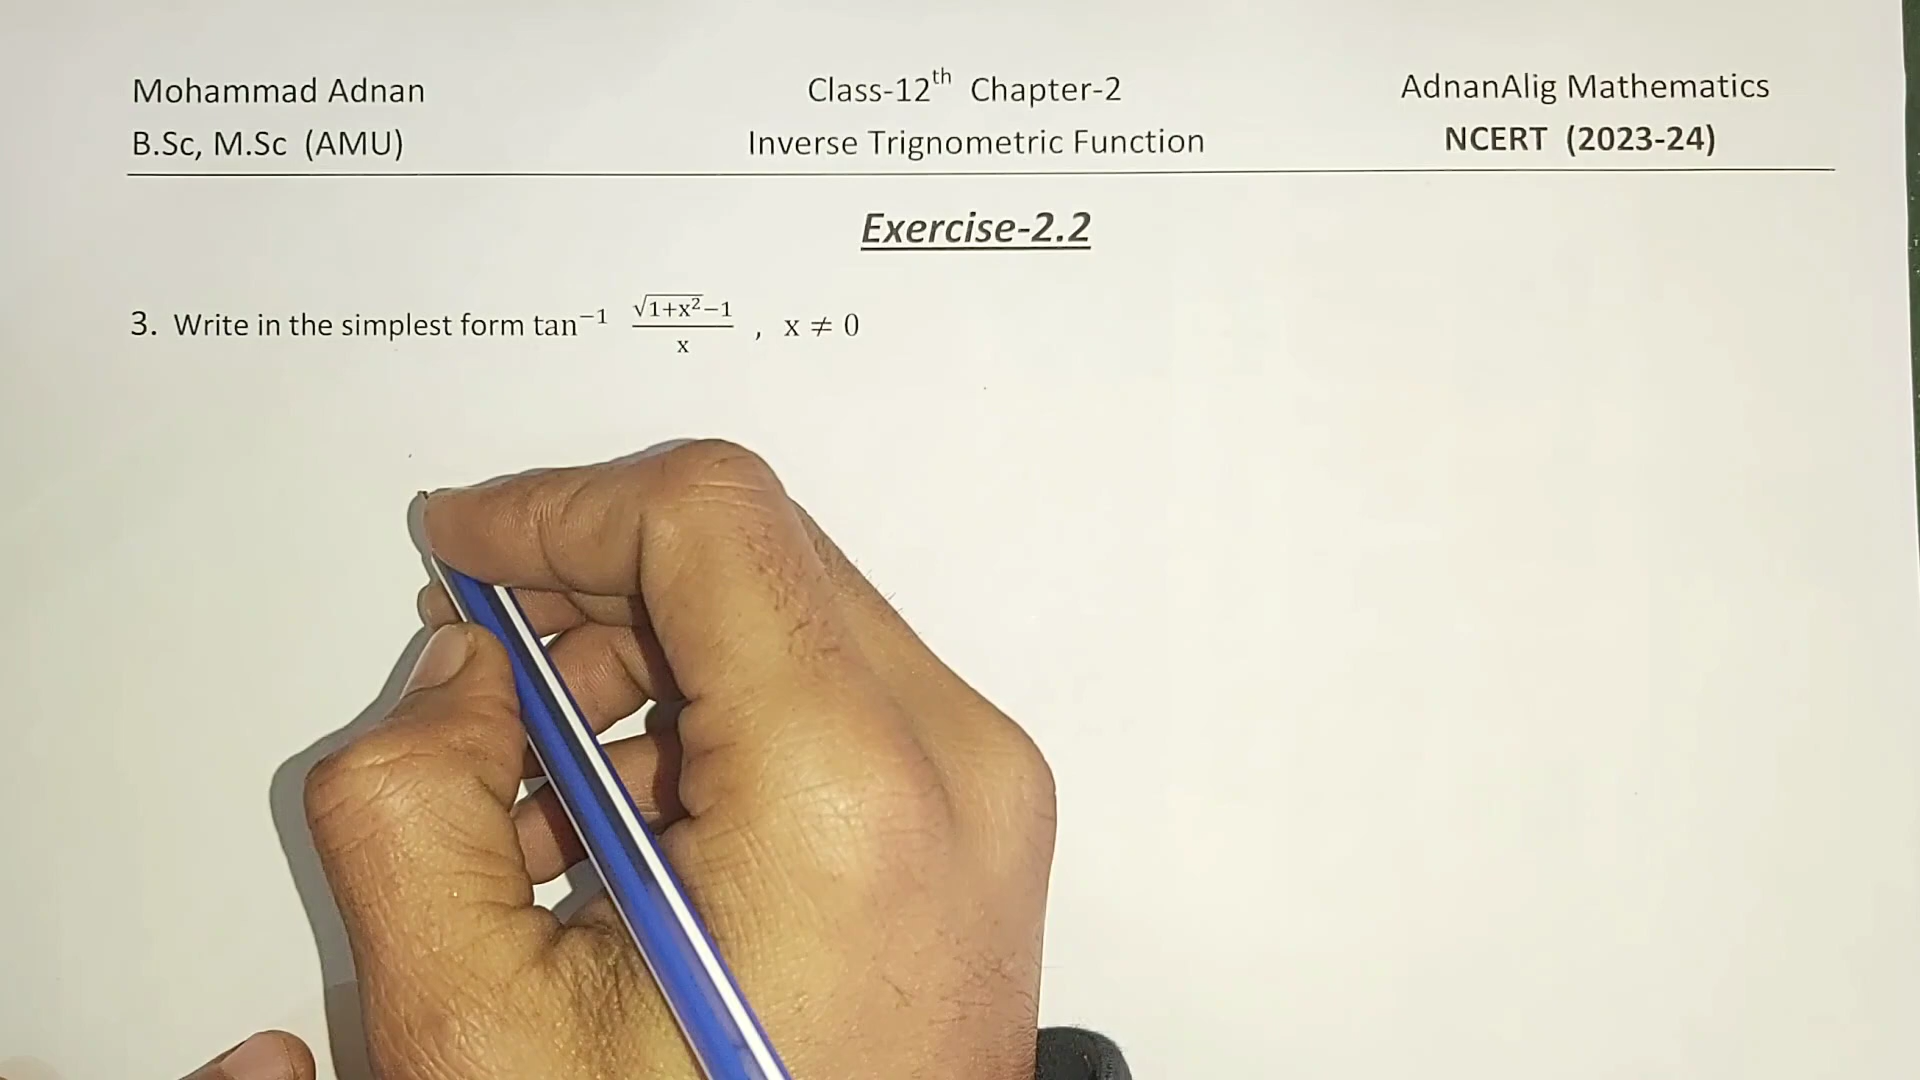 Mohammad Adnan
B.Sc, M.Sc (AMU)
Class-12th Chapter-2
Inverse Trignometric Function
AdnanAlig Mathematics
NCERT (2023-24)
Exercise-2.2
3. Write in the simplest form tan⁻¹ (√(1+x²)−1)/x , x ≠ 0